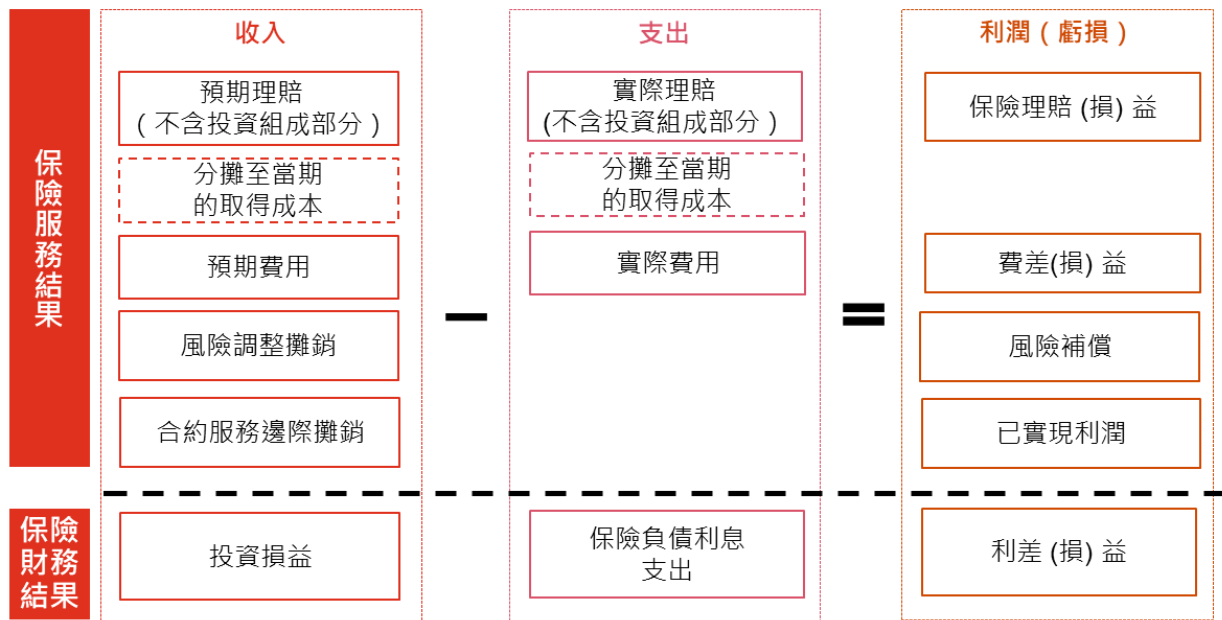 收入
支出
利潤（虧損）
保險服務結果
預期理賠
（不含投資組成部分）
實際理賠
(不含投資組成部分）
保險理賠 (損) 益
分攤至當期
的取得成本
分攤至當期
的取得成本
預期費用
實際費用
費差(損) 益
風險調整攤銷
風險補償
合約服務邊際攤銷
已實現利潤
保險
財務
結果
投資損益
保險負債利息
支出
利差 (損) 益